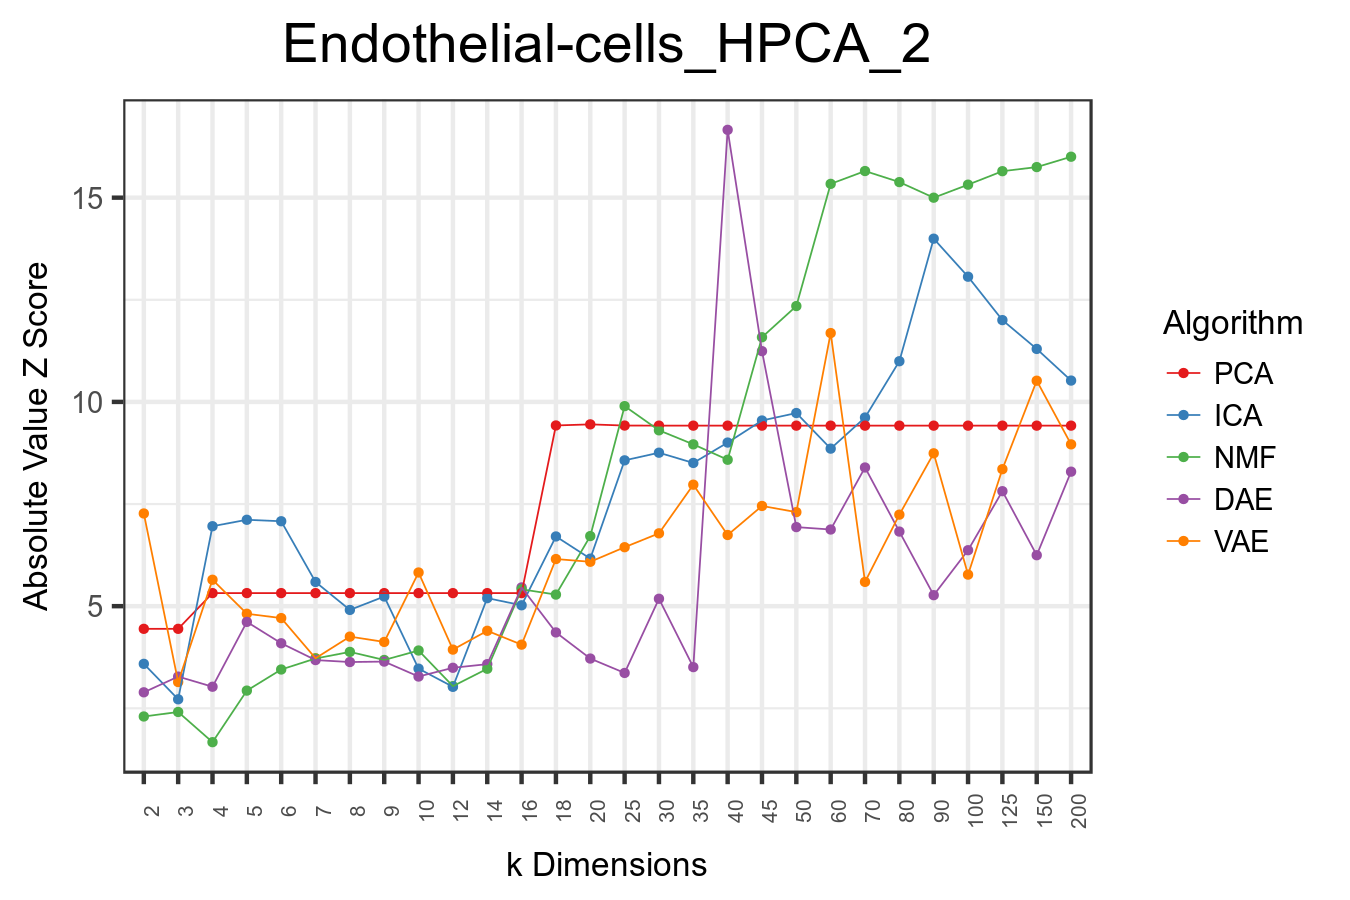 Endothelial-cells_HPCA_2
Absolute Value Z Score
15
10
5
2 3 4 5 6 7 8 9 10 12 14 16 18 20 25 30 35 40 45 50 60 70 80 90 100 125 150 200
k Dimensions
Algorithm
PCA
ICA
NMF
DAE
VAE